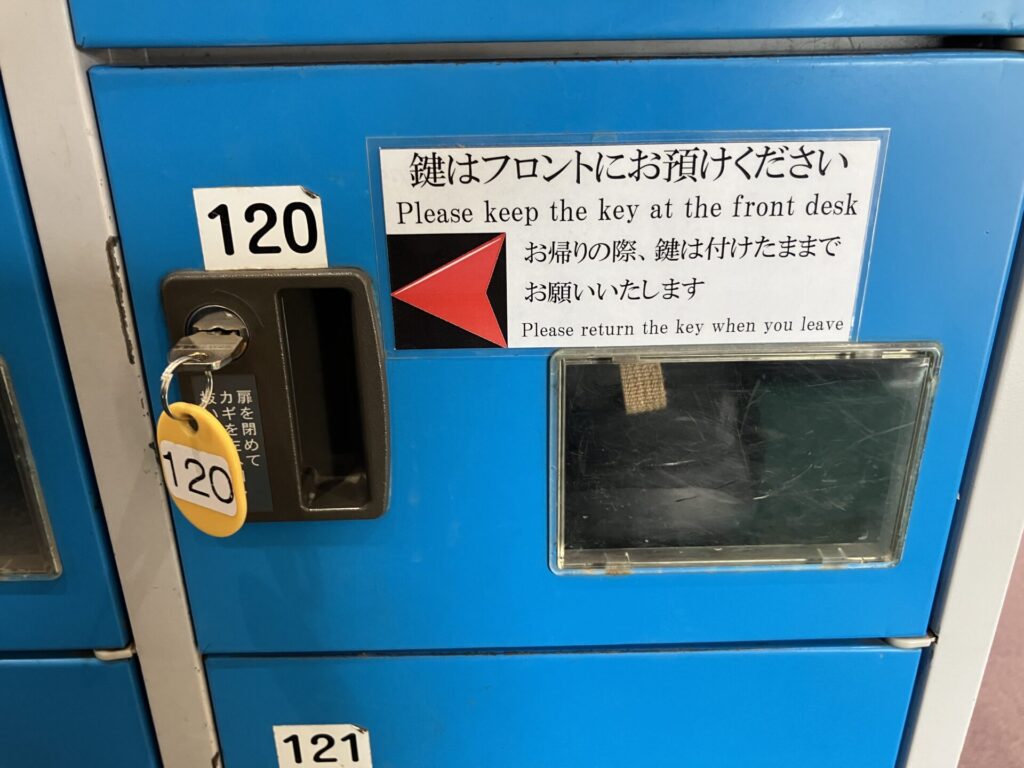 120
鍵はフロントにお預けください
Please keep the key at the front desk
お帰りの際、鍵は付けたままで
お願いいたします
Please return the key when you leave
扉を閉めて
カギを
120
121